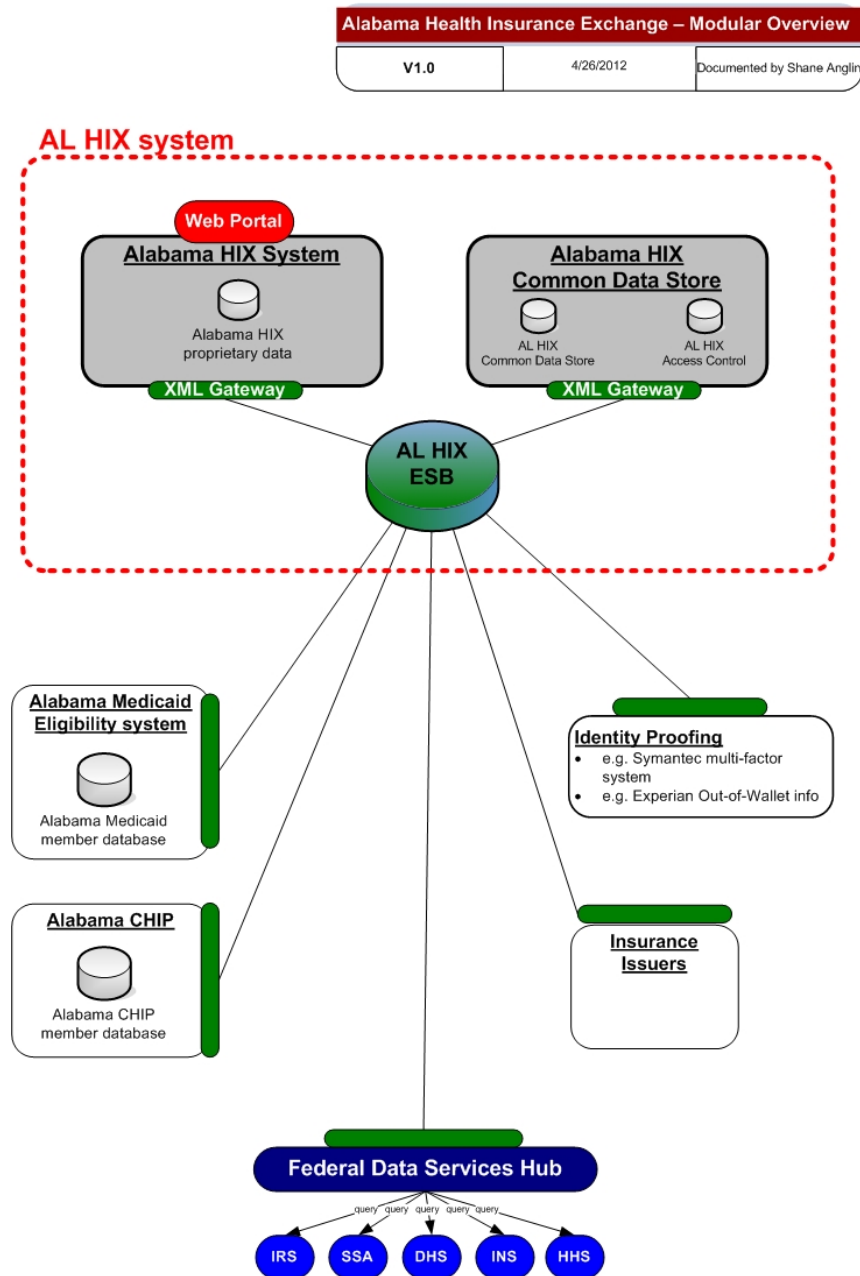 Alabama Health Insurance Exchange – Modular Overview
V1.0
4/26/2012
Documented by Shane Anglin
AL HIX system
Web Portal
Alabama HIX System
Alabama HIX
proprietary data
XML Gateway
Alabama HIX
Common Data Store
AL HIX
Common Data Store
AL HIX
Access Control
XML Gateway
AL HIX
ESB
Alabama Medicaid
Eligibility system
Alabama Medicaid
member database
Identity Proofing
• e.g. Symantec multi-factor
system
• e.g. Experian Out-of-Wallet info
Alabama CHIP
Alabama CHIP
member database
Insurance
Issuers
Federal Data Services Hub
query query query query query
IRS SSA DHS INS HHS